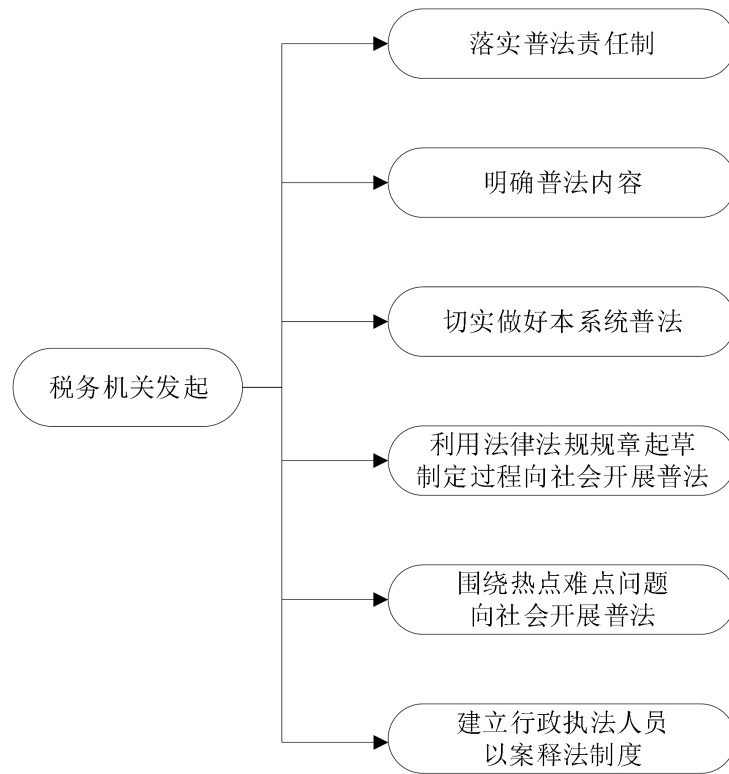 落实普法责任制
明确普法内容
切实做好本系统普法
税务机关发起
利用法律法规规章起草
制定过程向社会开展普法
围绕热点难点问题
向社会开展普法
建立行政执法人员
以案释法制度